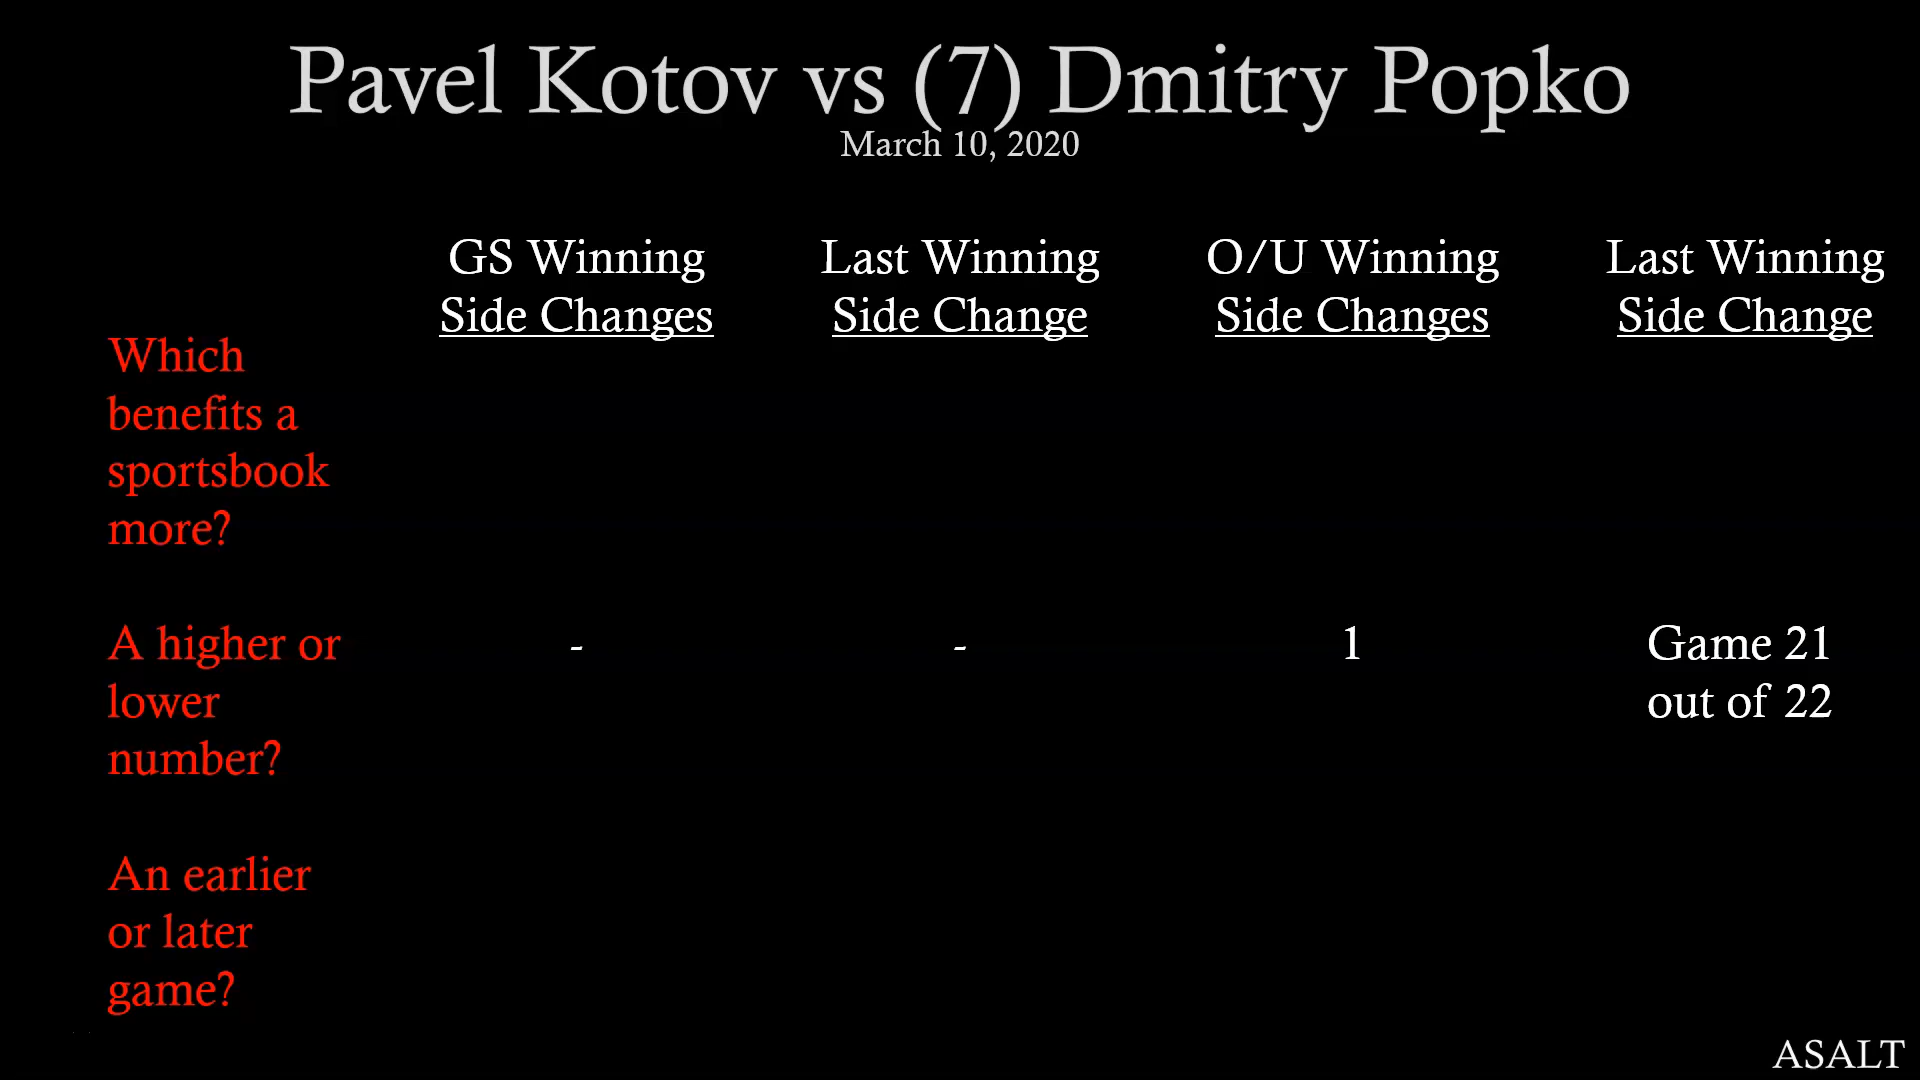 Pavel Kotov vs (7) Dmitry Popko
March 10, 2020
GS Winning
Side Changes
Last Winning
Side Change
O/U Winning
Side Changes
Last Winning
Side Change
Which
benefits a
sportsbook
more?
A higher or
lower
number?
-
-
1
Game 21
out of 22
An earlier
or later
game?
ASALT